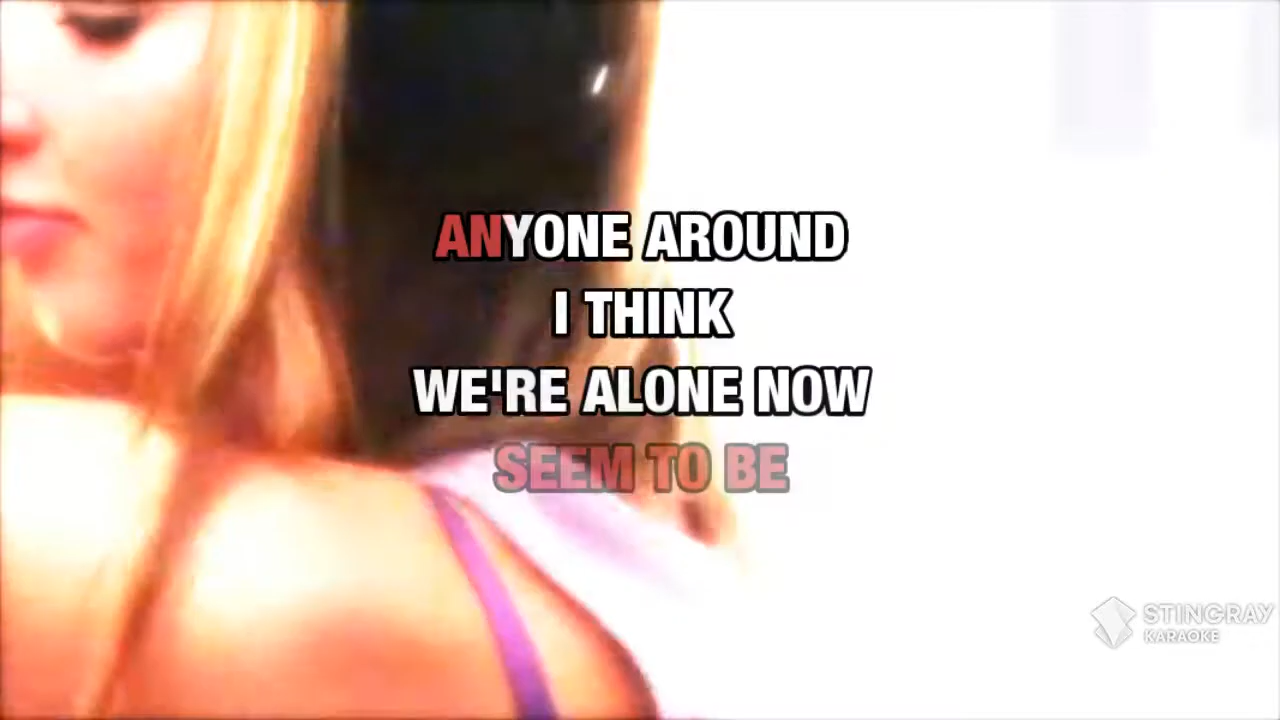 ANYONE AROUND
I THINK
WE'RE ALONE NOW
SEEM TO BE
STINGRAY
KARAOKE